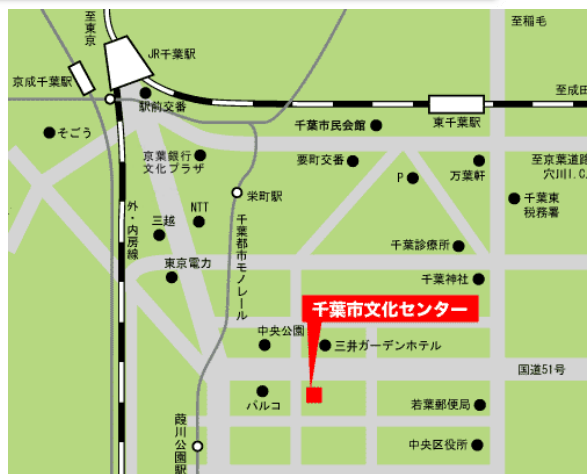 至東京
JR千葉駅
至稲毛
京成千葉駅
至成田
駅前交番
千葉市民会館
東千葉駅
そごう
京葉銀行
文化プラザ
要町交番
万葉軒
至京葉道路
穴川I.C.
P
栄町駅
千葉東
税務署
外・内房線
三越
NTT
千葉都市モノレール
千葉診療所
東京電力
千葉神社
千葉市文化センター
中央公園
三井ガーデンホテル
国道51号
パルコ
若葉郵便局
葭川公園駅
中央区役所